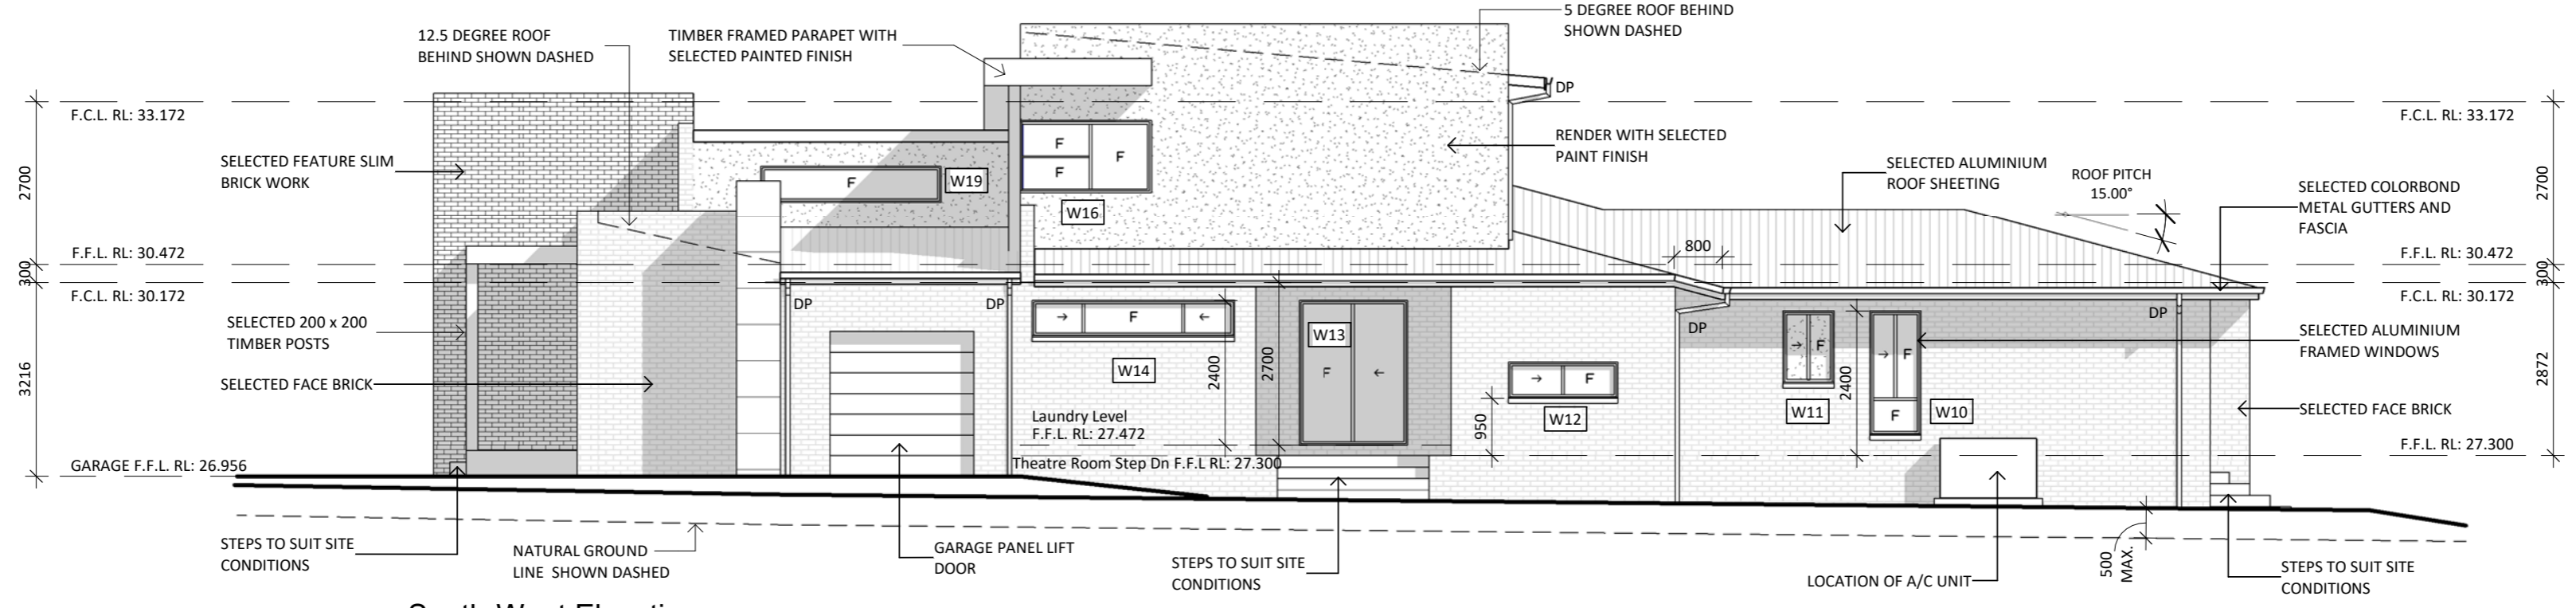 5 DEGREE ROOF BEHIND
SHOWN DASHED
12.5 DEGREE ROOF
BEHIND SHOWN DASHED
TIMBER FRAMED PARAPET WITH
SELECTED PAINTED FINISH
DP
F.C.L. RL: 33.172
F.C.L. RL: 33.172
SELECTED FEATURE SLIM
BRICK WORK
RENDER WITH SELECTED
PAINT FINISH
SELECTED ALUMINIUM
ROOF SHEETING
ROOF PITCH
15.00°
SELECTED COLORBOND
METAL GUTTERS AND
FASCIA
2700
2700
F
F
F
F
W19
W16
F.F.L. RL: 30.472
800
F.F.L. RL: 30.472
300
300
F.C.L. RL: 30.172
F.C.L. RL: 30.172
DP
DP
DP
DP
SELECTED 200 x 200
TIMBER POSTS
F
W13
F
F
SELECTED ALUMINIUM
FRAMED WINDOWS
3216
W14
2400
2700
F
F
2400
2872
SELECTED FACE BRICK
W12
W11
F
W10
SELECTED FACE BRICK
950
Laundry Level
F.F.L. RL: 27.472
F.F.L. RL: 27.300
GARAGE F.F.L. RL: 26.956
Theatre Room Step Dn F.F.L RL: 27.300
STEPS TO SUIT SITE
CONDITIONS
NATURAL GROUND
LINE SHOWN DASHED
GARAGE PANEL LIFT
DOOR
STEPS TO SUIT SITE
CONDITIONS
LOCATION OF A/C UNIT
500
MAX.
STEPS TO SUIT SITE
CONDITIONS